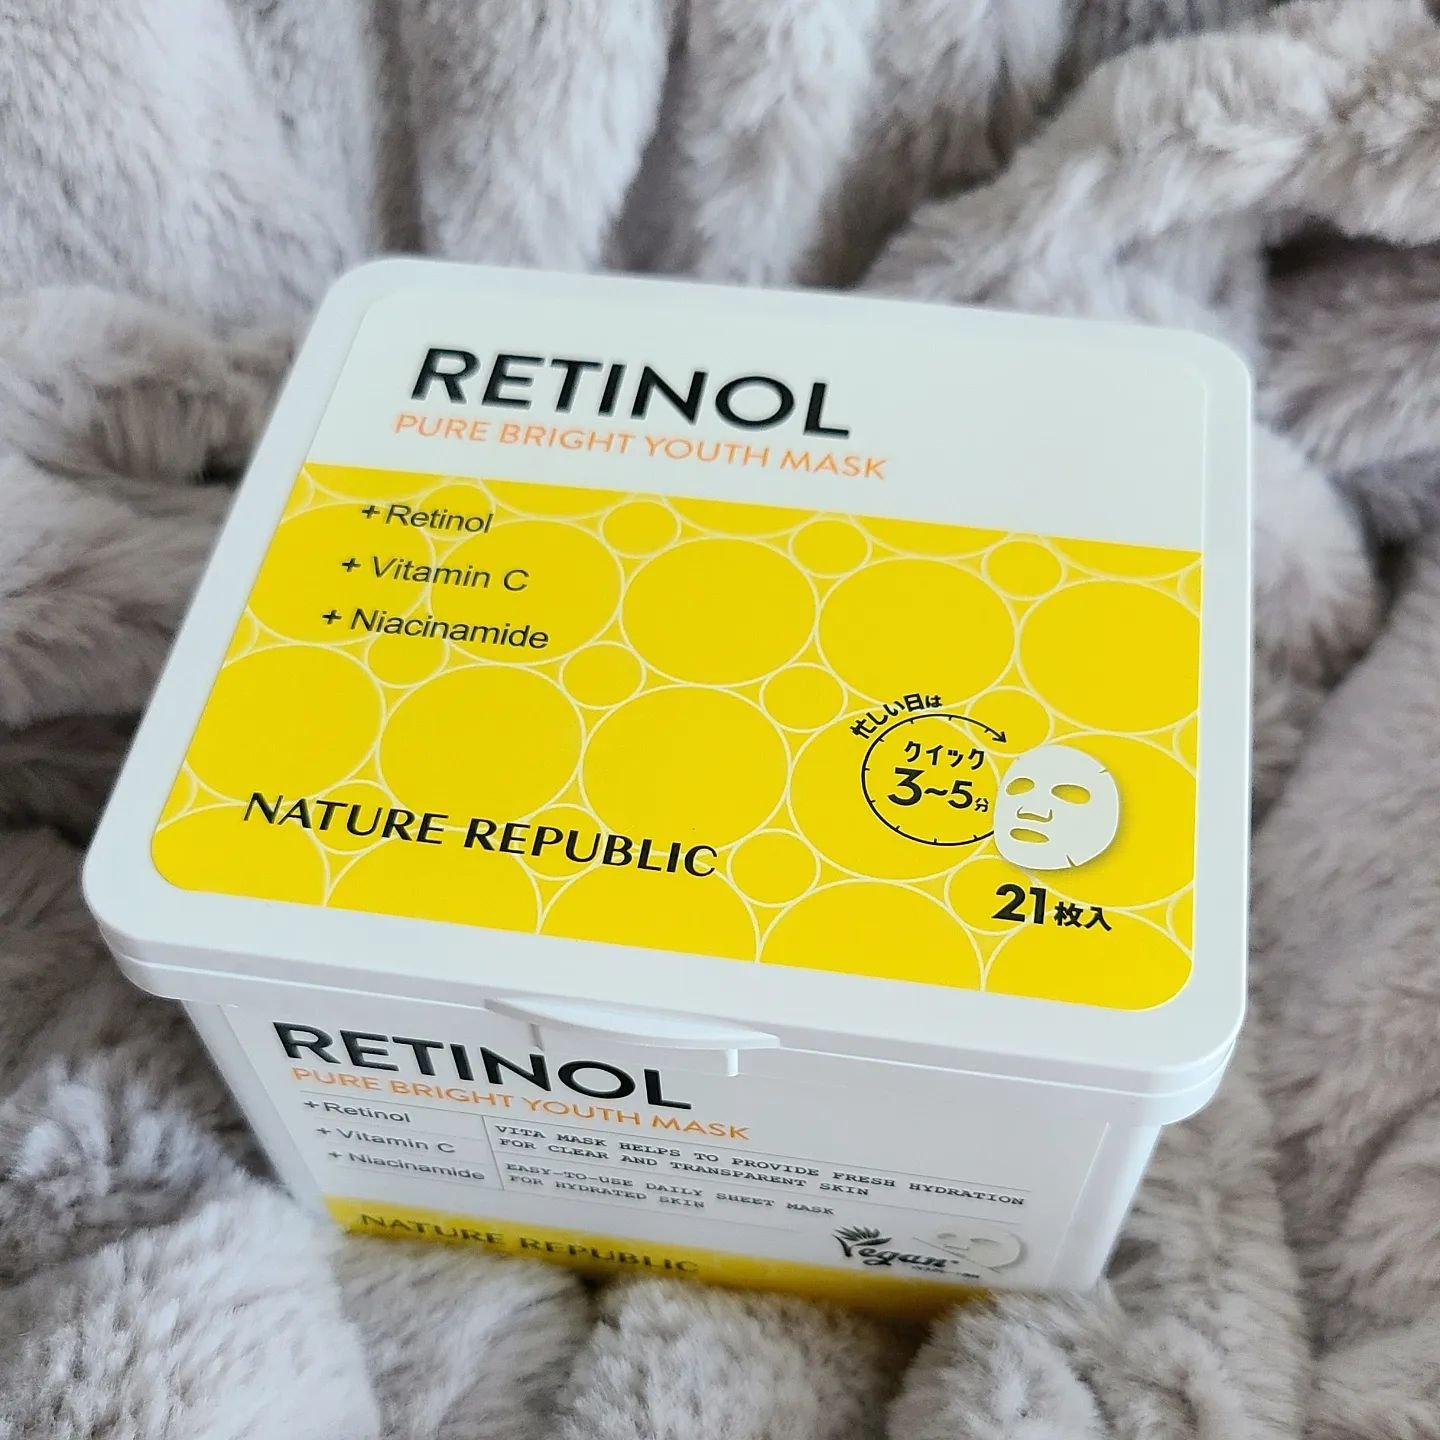 RETINOL
PURE BRIGHT YOUTH MASK
+ Retinol
+ Vitamin C
+ Niacinamide
忙しい日は
クイック
3~5分
21枚入
NATURE REPUBLIC
RETINOL
PURE BRIGHT YOUTH MASK
+ Retinol
+ Vitamin C
+ Niacinamide
VITA MASK HELPS TO PROVIDE FRESH HYDRATION
FOR CLEAR AND TRANSPARENT SKIN
EASY-TO-USE DAILY SHEET MASK
FOR HYDRATED SKIN
NATURE REPUBLIC
Vegan